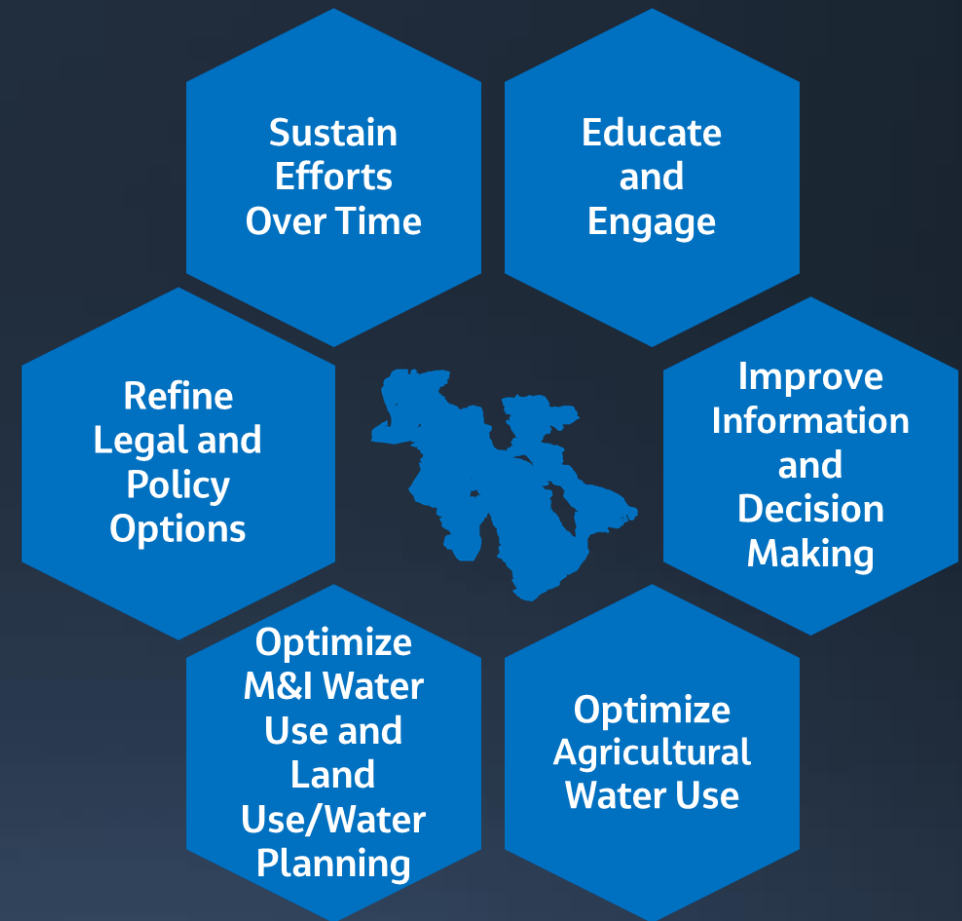 Sustain
Efforts
Over Time
Educate
and
Engage
Refine
Legal and
Policy
Options
Improve
Information
and
Decision
Making
Optimize
M&I Water
Use and
Land
Use/Water
Planning
Optimize
Agricultural
Water Use